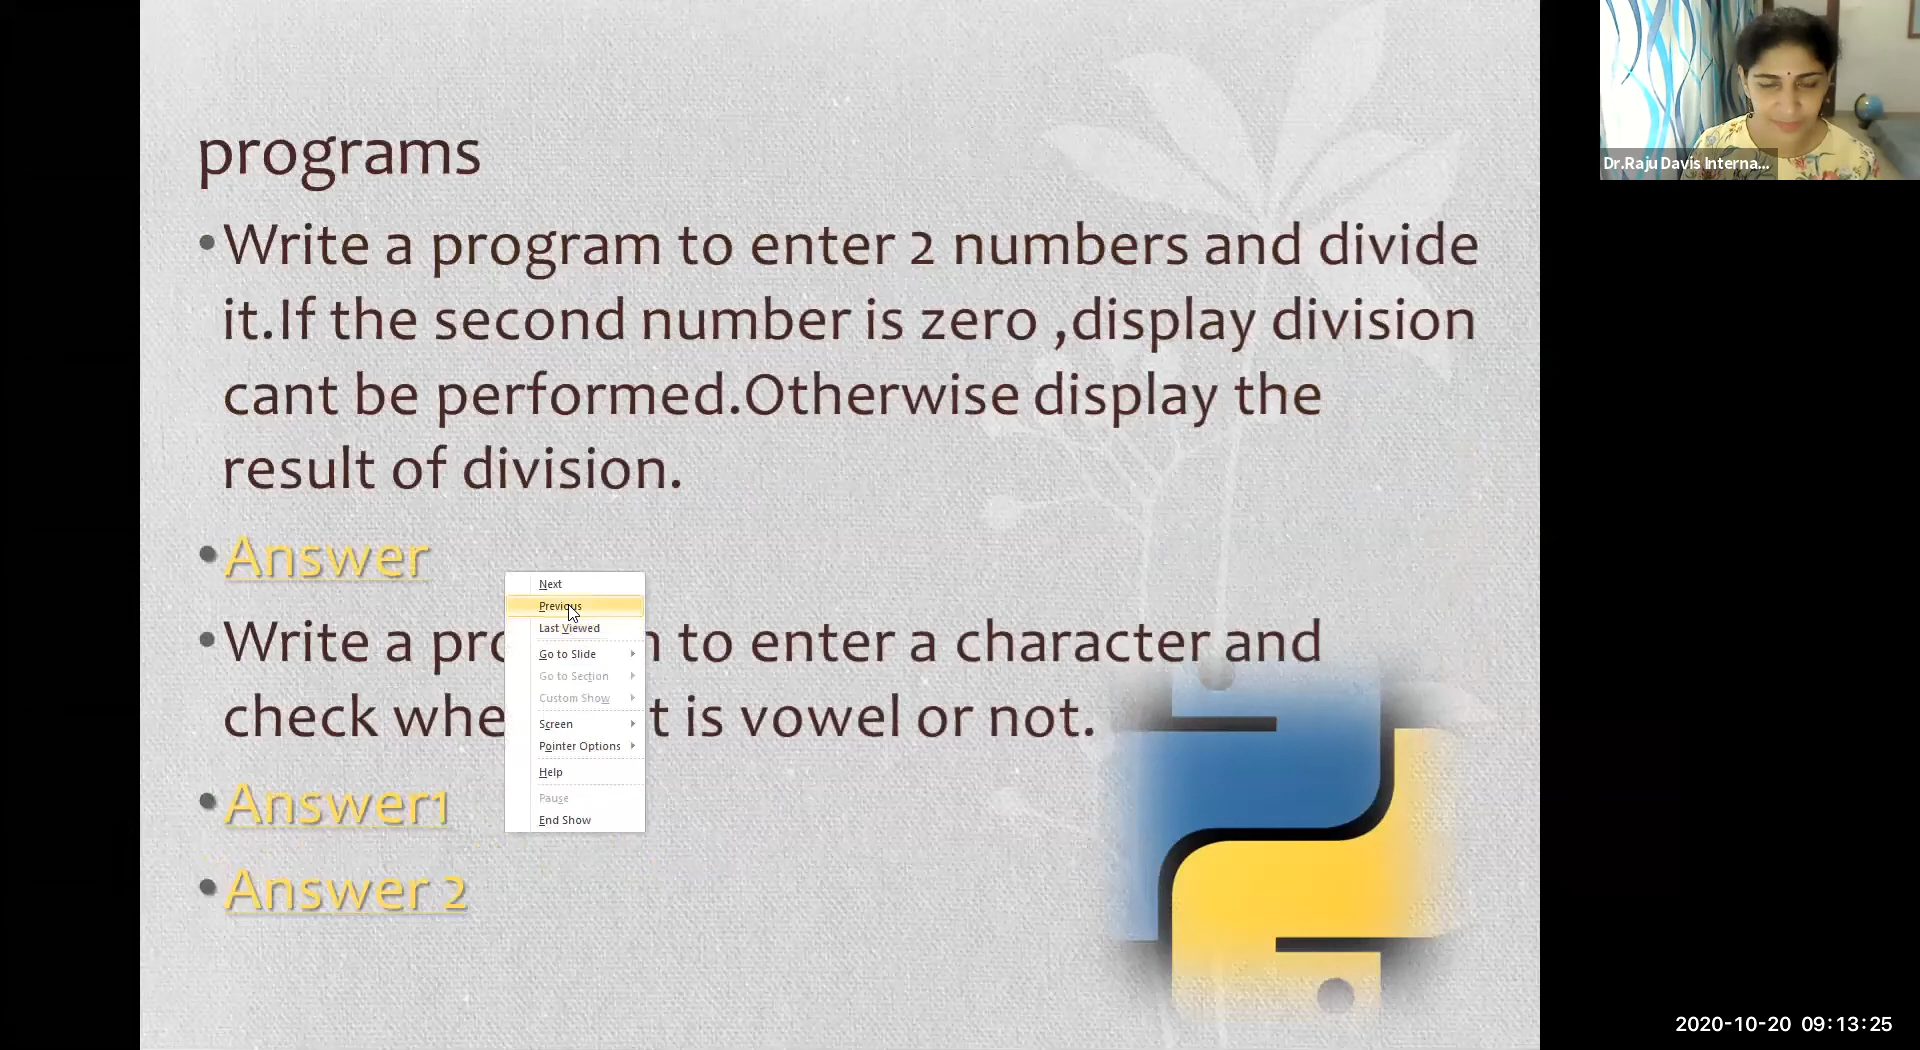 programs
Write a program to enter 2 numbers and divide
it.If the second number is zero ,display division
cant be performed.Otherwise display the
result of division.
Answer
Write a pro to enter a character and
check whe t is vowel or not.
Answer1
Answer 2
Next
Previous
Last Viewed
Go to Slide
Go to Section
Custom Show
Screen
Pointer Options
Help
Pause
End Show
Dr.Raju Davis Interna...
2020-10-20 09:13:25